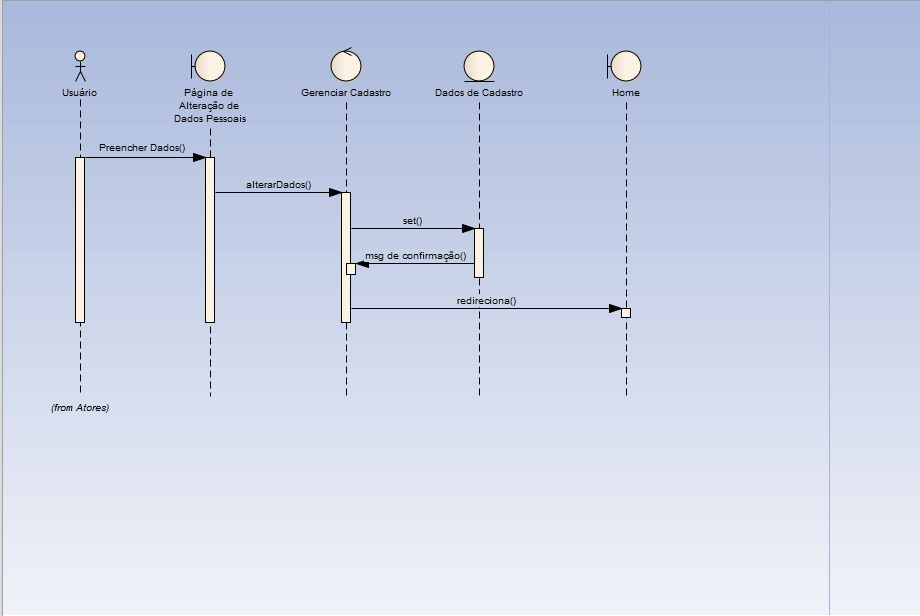 Usuário
Página de
Alteração de
Dados Pessoais
Gerenciar Cadastro
Dados de Cadastro
Home
Preencher Dados()
alterarDados()
set()
msg de confirmação()
redireciona()
(from Atores)